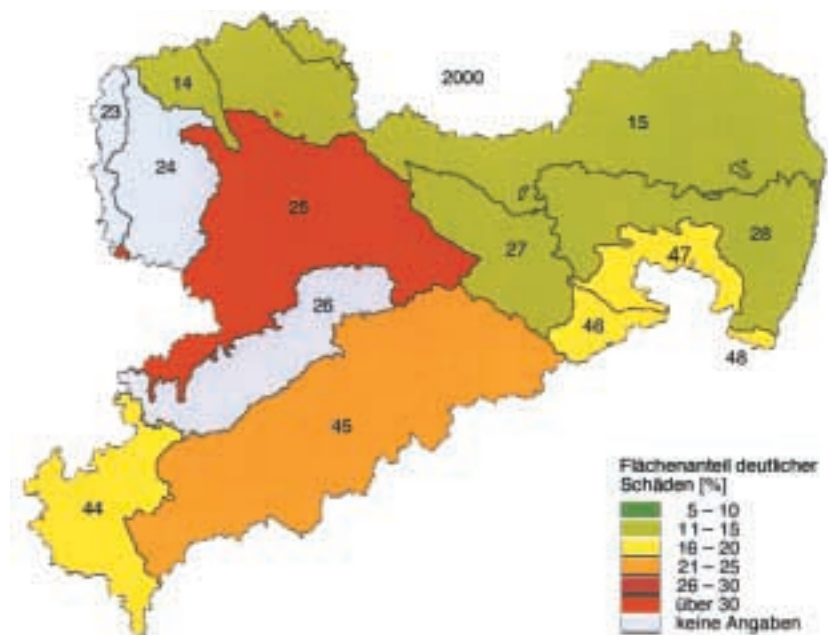 2000
14
23
15
24
25
28
27
47
26
46
48
45
44
Flächenanteil deutlicher
Schäden [%]
5 – 10
11 – 15
16 – 20
21 – 25
26 – 30
über 30
keine Angaben